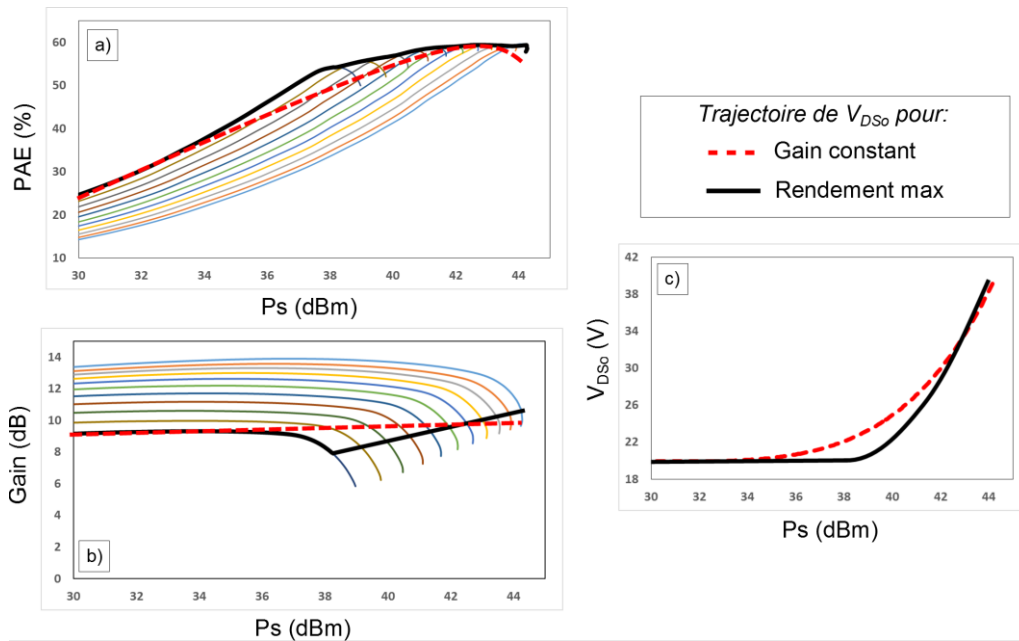 a)
PAE (%)
60
50
40
30
20
10
30 32 34 36 38 40 42 44
Ps (dBm)
Trajectoire de VDSo pour:
Gain constant
Rendement max
b)
Gain (dB)
14
12
10
8
6
4
2
0
30 32 34 36 38 40 42 44
Ps (dBm)
c)
VDSo (V)
42
38
34
30
26
22
18
30 32 34 36 38 40 42 44
Ps (dBm)